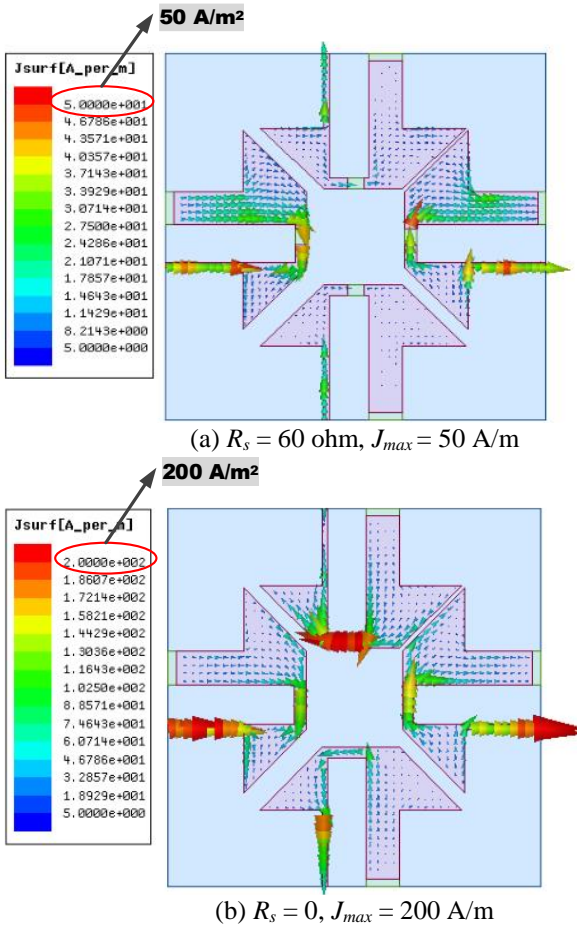 50 A/m²
Jsurf[A_per_m]
5.0000e+001
4.6786e+001
4.3571e+001
4.0357e+001
3.7143e+001
3.3929e+001
3.0714e+001
2.7500e+001
2.4286e+001
2.1071e+001
1.7857e+001
1.4643e+001
1.1429e+001
8.2143e+000
5.0000e+000
(a) Rs = 60 ohm, Jmax = 50 A/m
200 A/m²
Jsurf[A_per_m]
2.0000e+002
1.8607e+002
1.7214e+002
1.5821e+002
1.4429e+002
1.3036e+002
1.1643e+002
1.0250e+002
8.8571e+001
7.4643e+001
6.0714e+001
4.6786e+001
3.2857e+001
1.8929e+001
5.0000e+000
(b) Rs = 0, Jmax = 200 A/m